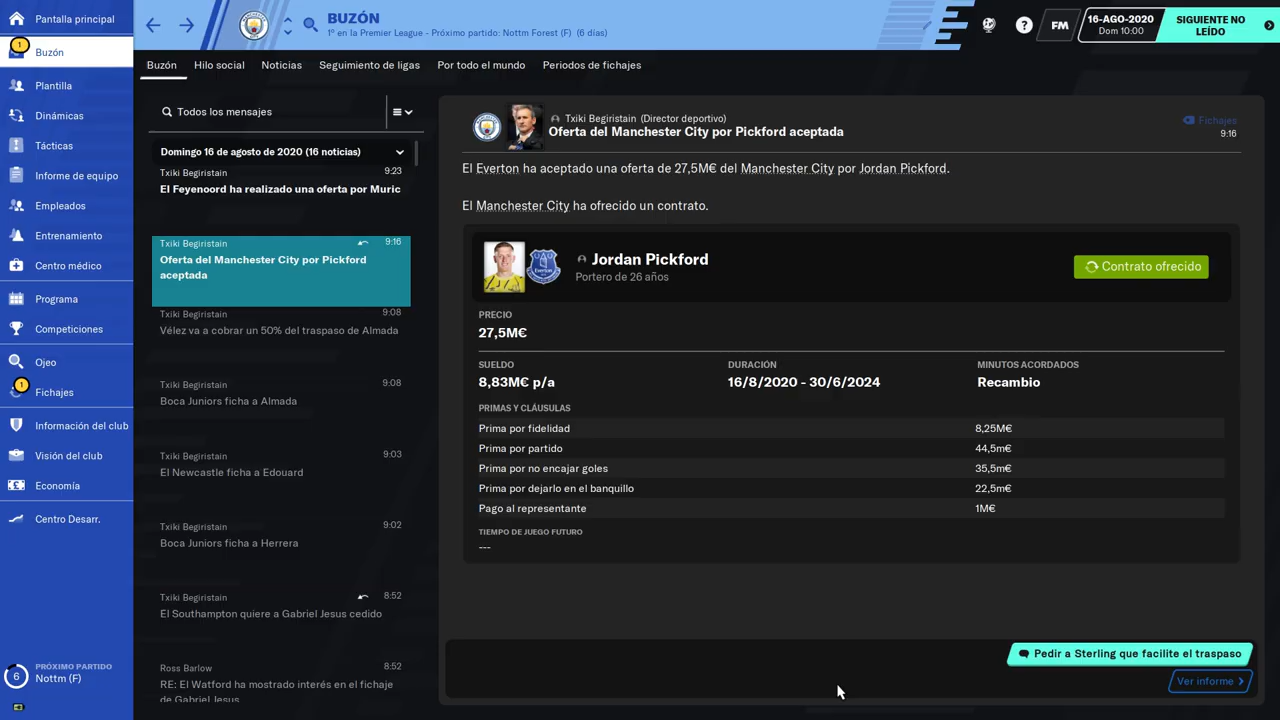 Pantalla principal
1
Buzón
Plantilla
Dinámicas
Tácticas
Informe de equipo
Empleados
Entrenamiento
Centro médico
Programa
Competiciones
Ojeo
1
Fichajes
Información del club
Visión del club
Economía
Centro Desarr.
6
PRÓXIMO PARTIDO
Nottm (F)
BUZÓN
1º en la Premier League - Próximo partido: Nottm Forest (F) (6 días)
?
FM
16-AGO-2020
Dom 10:00
SIGUIENTE NO LEÍDO
Buzón Hilo social Noticias Seguimiento de ligas Por todo el mundo Periodos de fichajes
Todos los mensajes
Domingo 16 de agosto de 2020 (16 noticias)
Txiki Begiristain 9:23
El Feyenoord ha realizado una oferta por Muric
Txiki Begiristain 9:16
Oferta del Manchester City por Pickford
aceptada
Txiki Begiristain 9:08
Vélez va a cobrar un 50% del traspaso de Almada
Txiki Begiristain 9:08
Boca Juniors ficha a Almada
Txiki Begiristain 9:03
El Newcastle ficha a Edouard
Txiki Begiristain 9:02
Boca Juniors ficha a Herrera
Txiki Begiristain 8:52
El Southampton quiere a Gabriel Jesus cedido
Ross Barlow 8:52
RE: El Watford ha mostrado interés en el fichaje
de Gabriel Jesus
Txiki Begiristain (Director deportivo)
Oferta del Manchester City por Pickford aceptada
Fichajes
9:16
El Everton ha aceptado una oferta de 27,5M€ del Manchester City por Jordan Pickford.
El Manchester City ha ofrecido un contrato.
Jordan Pickford
Portero de 26 años
Contrato ofrecido
PRECIO
27,5M€
SUELDO DURACIÓN MINUTOS ACORDADOS
8,83M€ p/a 16/8/2020 - 30/6/2024 Recambio
PRIMAS Y CLÁUSULAS
Prima por fidelidad 8,25M€
Prima por partido 44,5m€
Prima por no encajar goles 35,5m€
Prima por dejarlo en el banquillo 22,5m€
Pago al representante 1M€
TIEMPO DE JUEGO FUTURO
---
Pedir a Sterling que facilite el traspaso
Ver informe